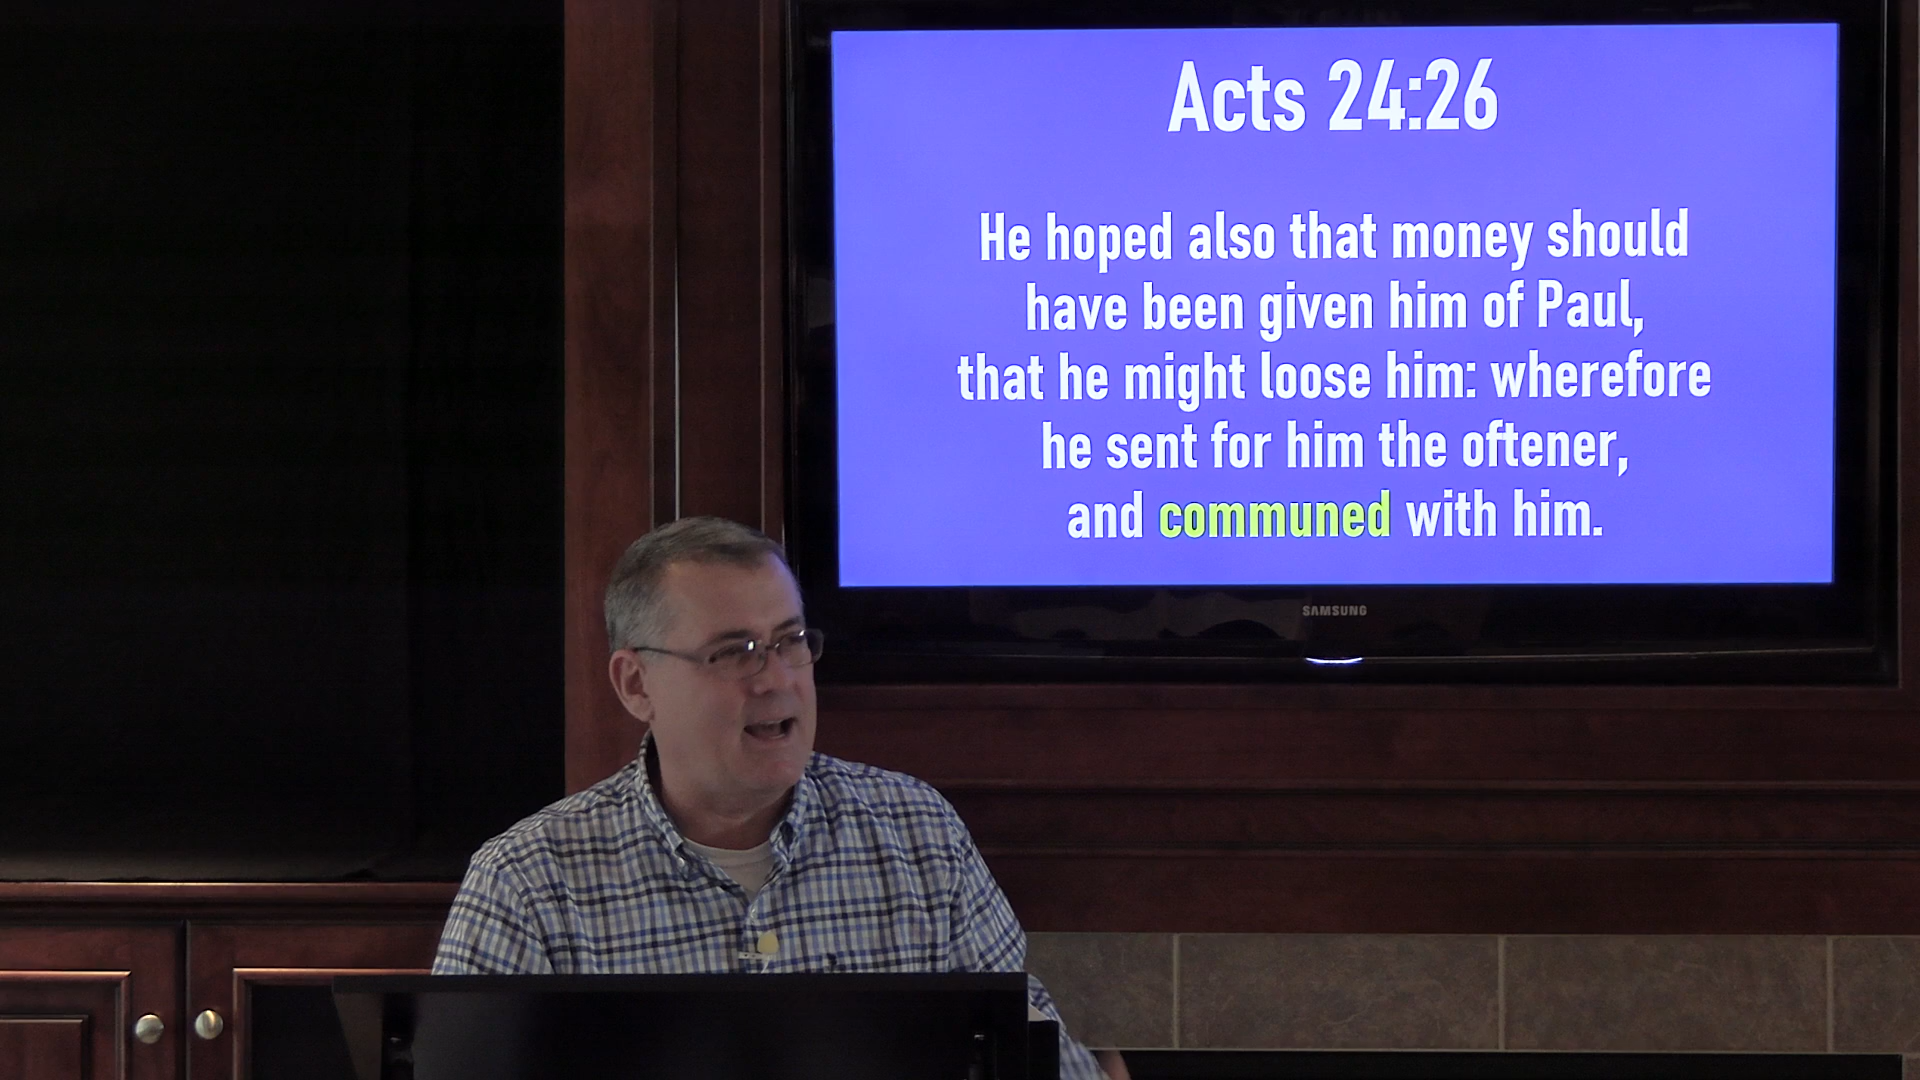 Acts 24:26
He hoped also that money should
have been given him of Paul,
that he might loose him: wherefore
he sent for him the oftener,
and communed with him.
SAMSUNG